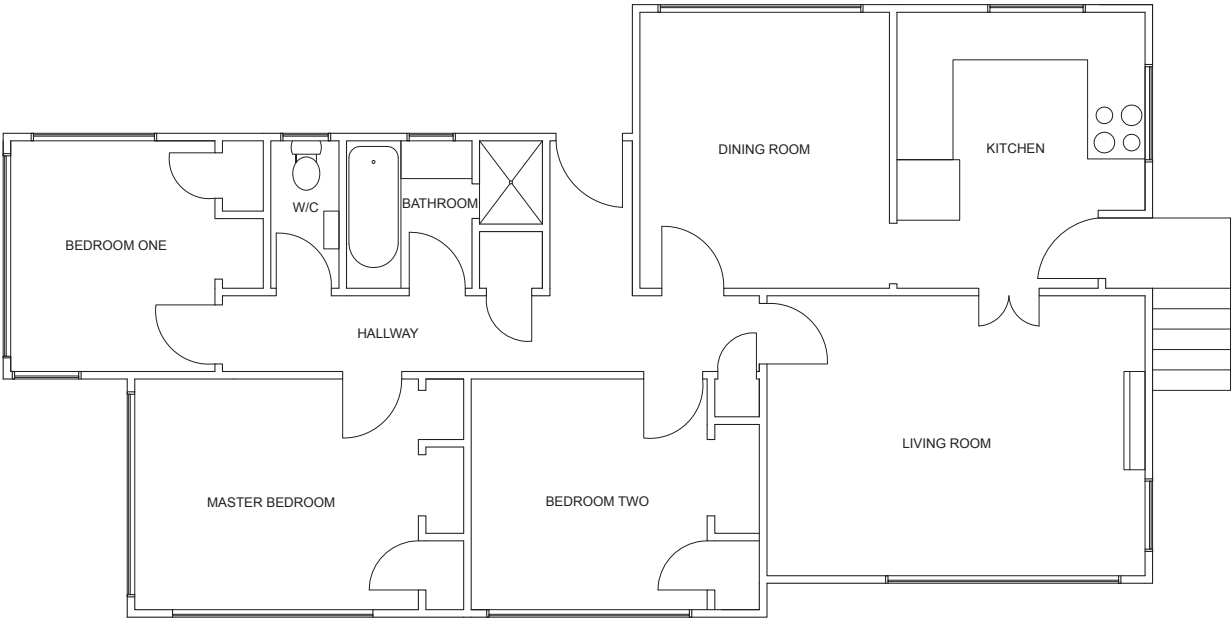 DINING ROOM
KITCHEN
W/C
BATHROOM
BEDROOM ONE
HALLWAY
LIVING ROOM
MASTER BEDROOM
BEDROOM TWO